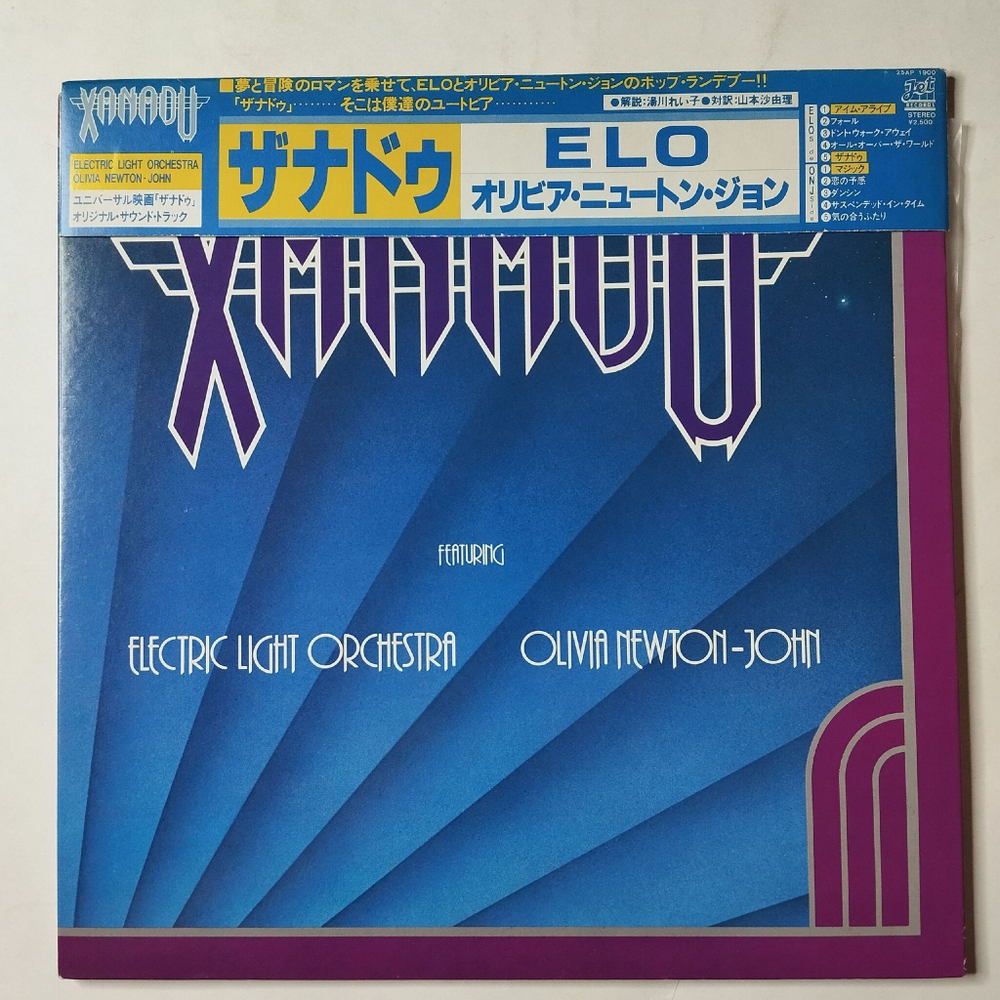 XANADU
ELECTRIC LIGHT ORCHESTRA
OLIVIA NEWTON-JOHN
ユニバーサル映画「ザナドゥ」
オリジナル・サウンド・トラック
■夢と冒険のロマンを乗せて、ELOとオリビア・ニュートン・ジョンのポップ・ランデブー!!
「ザナドゥ」………そこは僕達のユートピア…………
●解説:湯川れい子●対訳:山本沙由理
ザナドゥ
ELO
オリビア・ニュートン・ジョン
ELO Side
①アイム・アライブ
②フォール
③ドント・ウォーク・アウェイ
④オール・オーバー・ザ・ワールド
⑤ザナドゥ
ONJ Side
①マジック
②恋の予感
③ダンシン
④サスペンデッド・イン・タイム
⑤気の合うふたり
25AP 1900
Jet
RECORDS
STEREO
¥2,500
XANADU
FEATURING
ELECTRIC LIGHT ORCHESTRA
OLIVIA NEWTON-JOHN